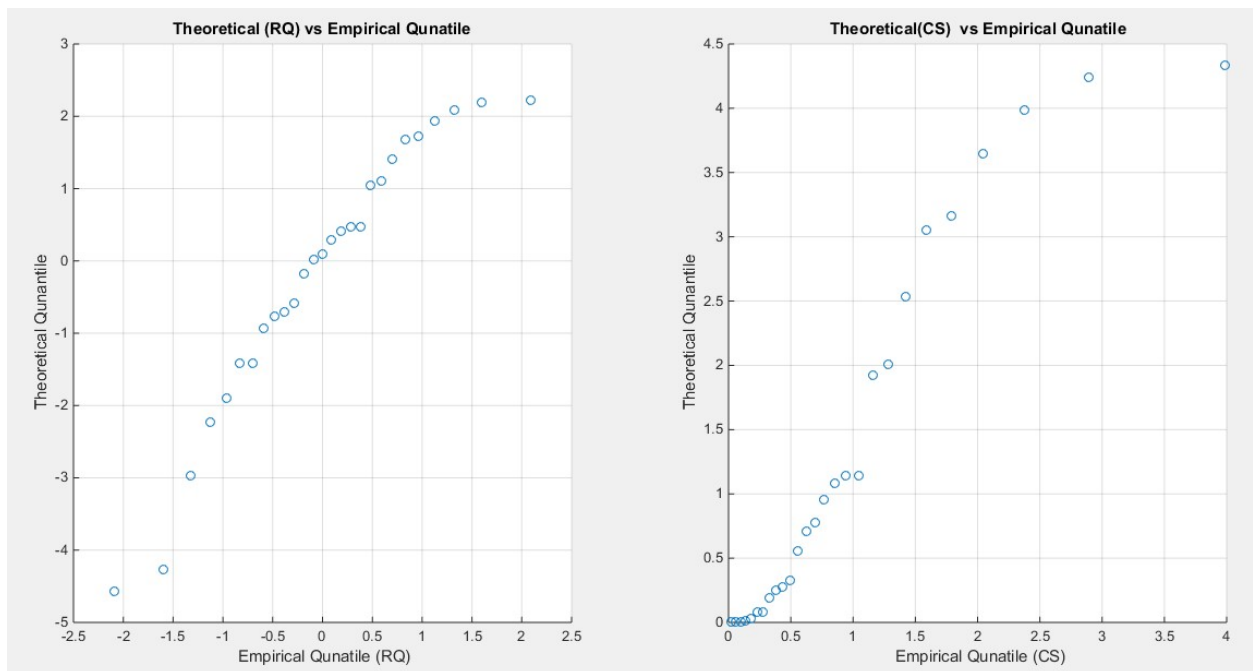 Theoretical (RQ) vs Empirical Qunatile
3
2
1
0
-1
-2
-3
-4
-5
Theoretical Qunantile
-2.5 -2 -1.5 -1 -0.5 0 0.5 1 1.5 2 2.5
Empirical Qunatile (RQ)
Theoretical(CS) vs Empirical Qunatile
4.5
4
3.5
3
2.5
2
1.5
1
0.5
0
Theoretical Qunantile
0 0.5 1 1.5 2 2.5 3 3.5 4
Empirical Qunatile (CS)